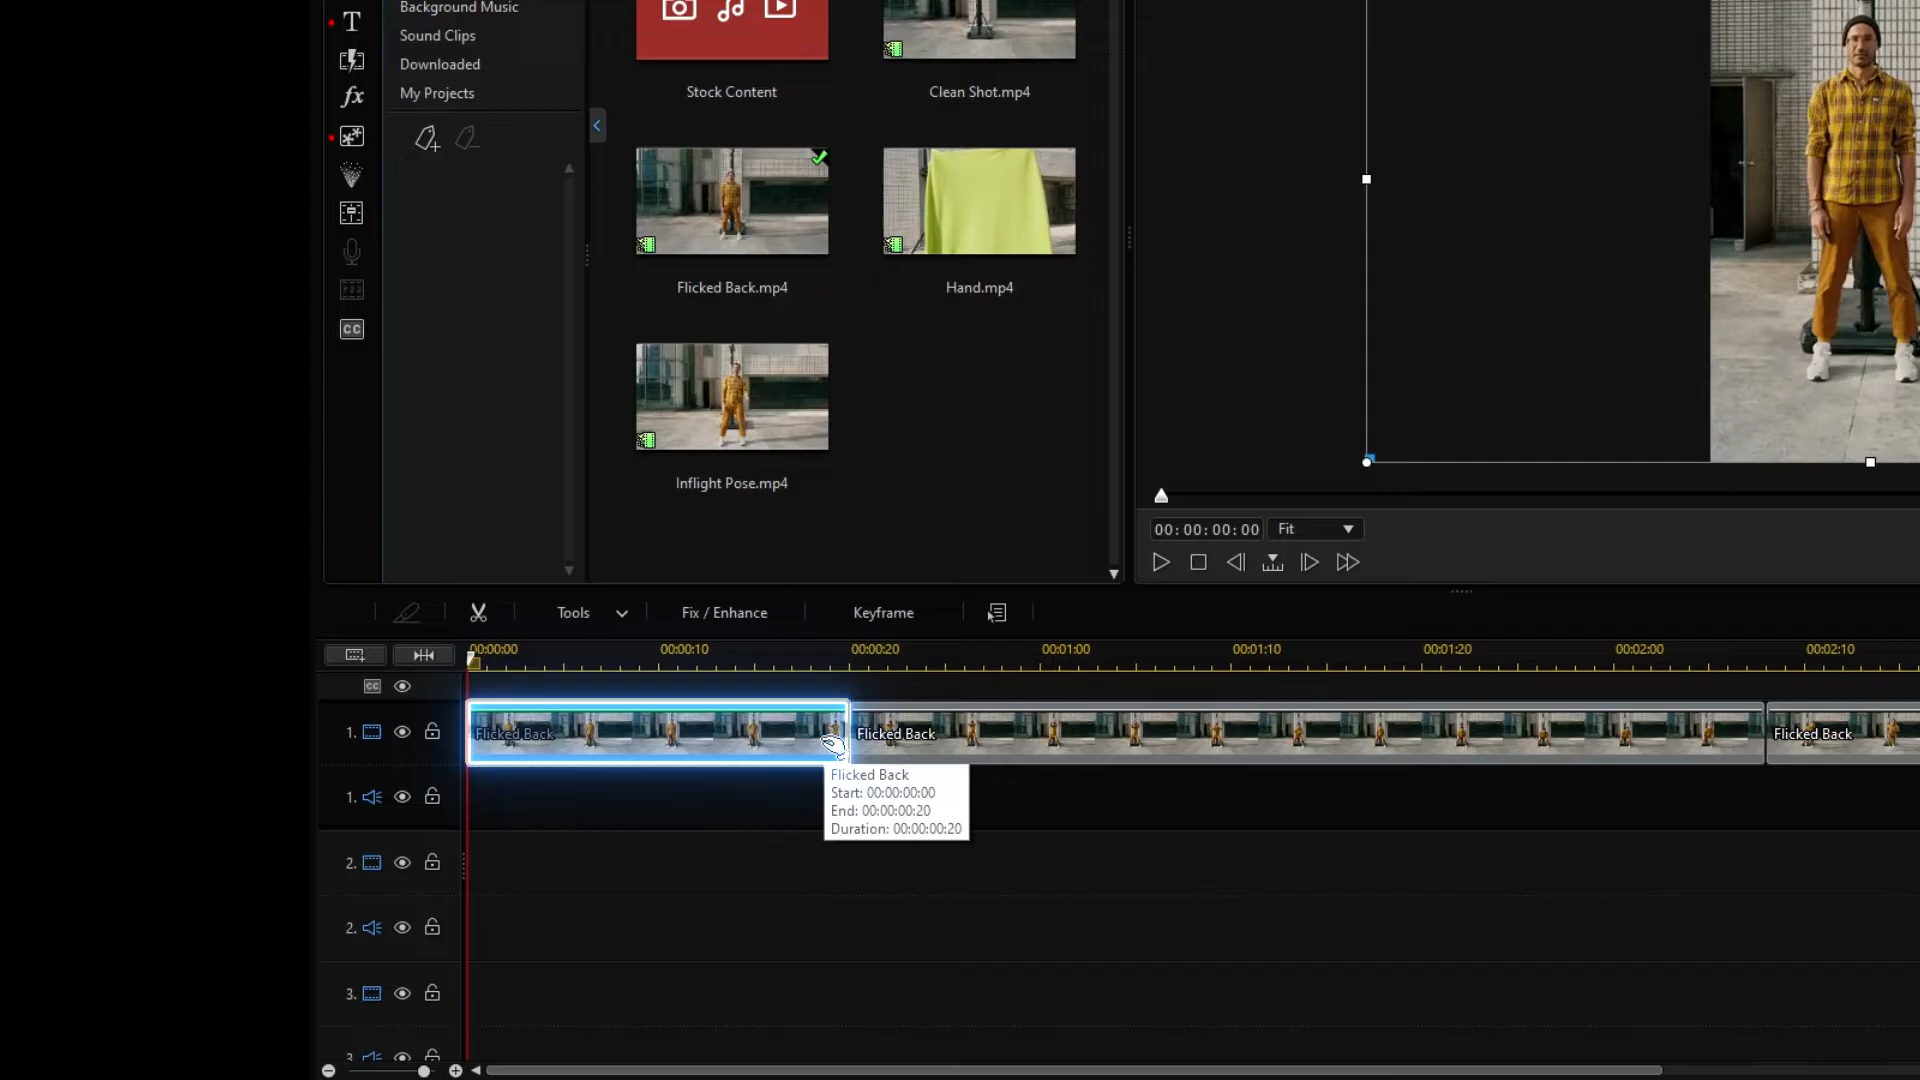 T
Background Music
Sound Clips
Downloaded
My Projects
fx
CC
Stock Content
Clean Shot.mp4
Flicked Back.mp4
Hand.mp4
Inflight Pose.mp4
00:00:00:00
Fit
Tools
Fix / Enhance
Keyframe
00:00:00
00:00:10
00:00:20
00:01:00
00:01:10
00:01:20
00:02:00
00:02:10
CC
1.
Flicked Back
Flicked Back
Flicked Back
Flicked Back
Start: 00:00:00:00
End: 00:00:00:20
Duration: 00:00:00:20
1.
2.
2.
3.
3